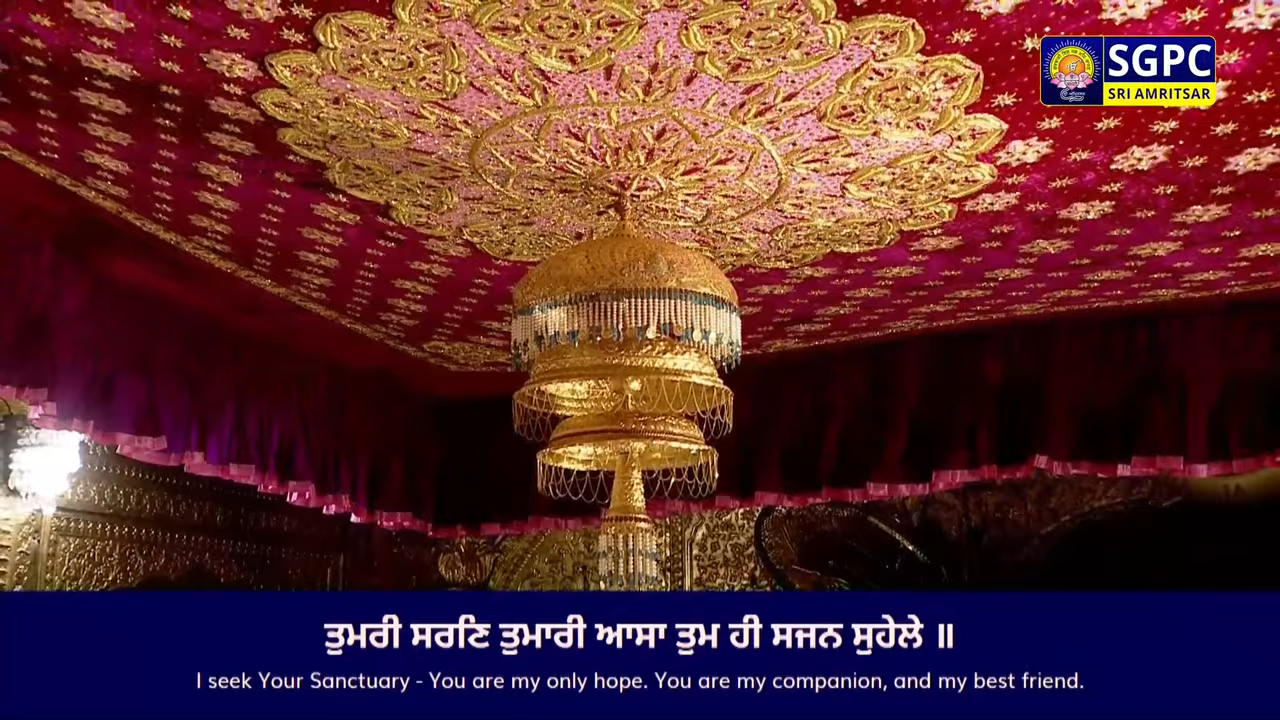 SGPC
SRI AMRITSAR
ਤੁਮਰੀ ਸਰਣਿ ਤੁਮਾਰੀ ਆਸਾ ਤੁਮ ਹੀ ਸਜਨ ਸੁਹੇਲੇ ॥
I seek Your Sanctuary - You are my only hope. You are my companion, and my best friend.